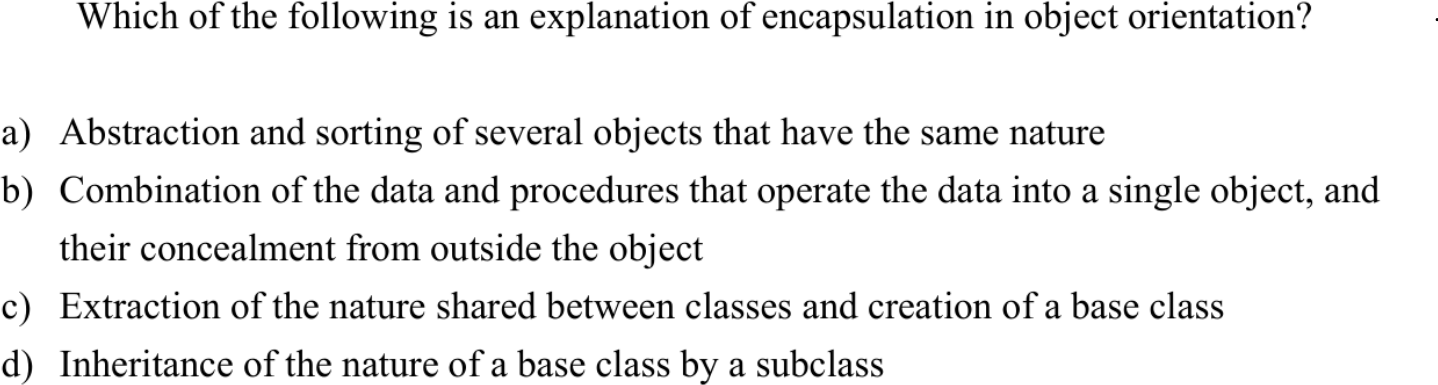 Which of the following is an explanation of encapsulation in object orientation?
a) Abstraction and sorting of several objects that have the same nature
b) Combination of the data and procedures that operate the data into a single object, and
their concealment from outside the object
c) Extraction of the nature shared between classes and creation of a base class
d) Inheritance of the nature of a base class by a subclass